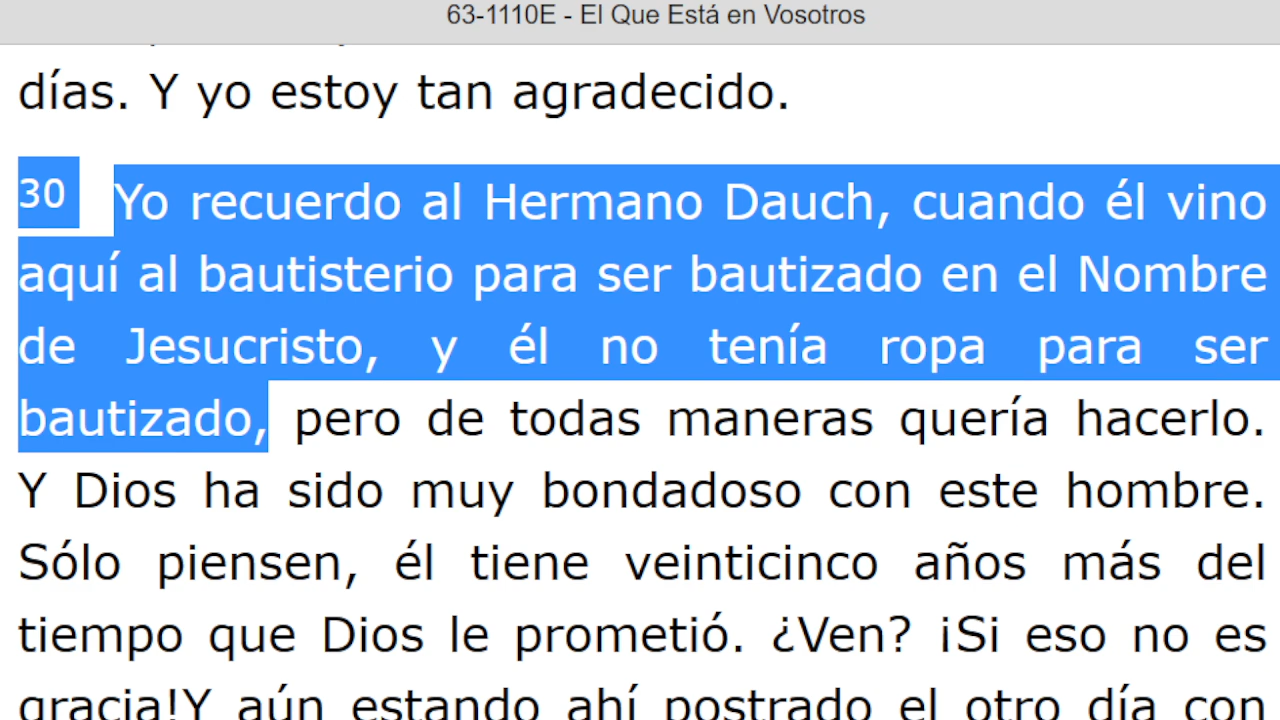 63-1110E - El Que Está en Vosotros
días. Y yo estoy tan agradecido.
30 Yo recuerdo al Hermano Dauch, cuando él vino
aquí al bautisterio para ser bautizado en el Nombre
de Jesucristo, y él no tenía ropa para ser
bautizado, pero de todas maneras quería hacerlo.
Y Dios ha sido muy bondadoso con este hombre.
Sólo piensen, él tiene veinticinco años más del
tiempo que Dios le prometió. ¿Ven? ¡Si eso no es
gracia!Y aún estando ahí postrado el otro día con